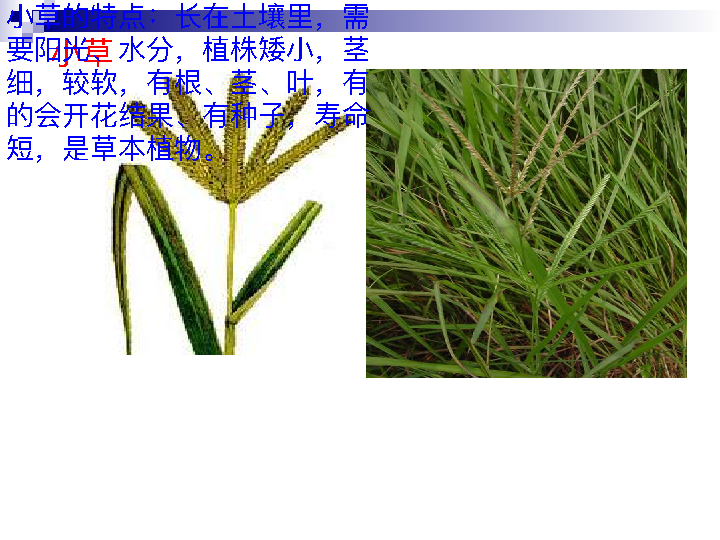 小草的特点：长在土壤里，需
要阳光、水分，植株矮小，茎
细，较软，有根、茎、叶，有
的会开花结果、有种子，寿命
短，是草本植物。
小草